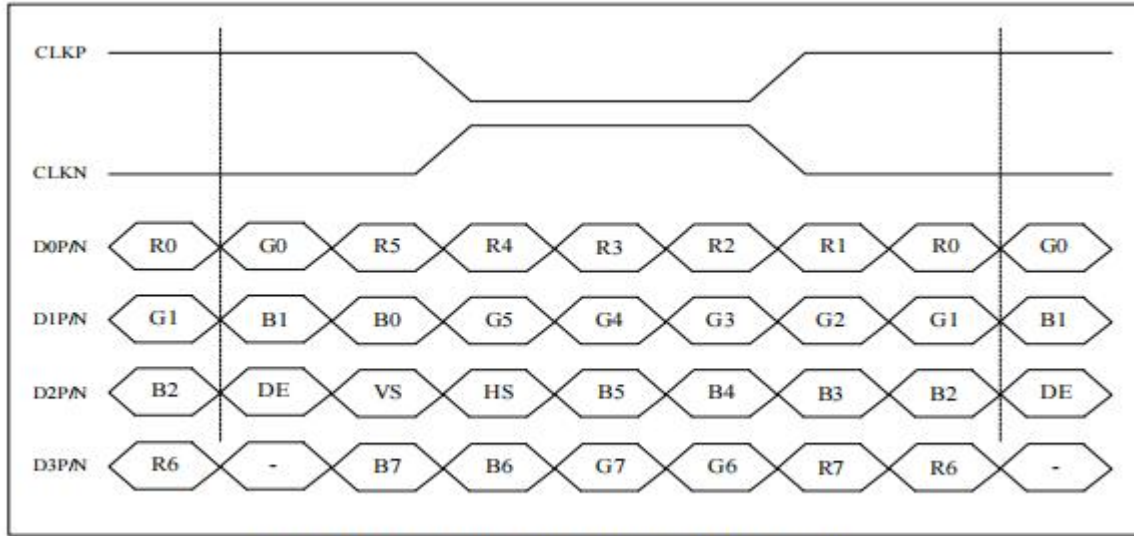 CLKP
CLKN
D0P/N R0 G0 R5 R4 R3 R2 R1 R0 G0
D1P/N G1 B1 B0 G5 G4 G3 G2 G1 B1
D2P/N B2 DE VS HS B5 B4 B3 B2 DE
D3P/N R6 - B7 B6 G7 G6 R7 R6 -